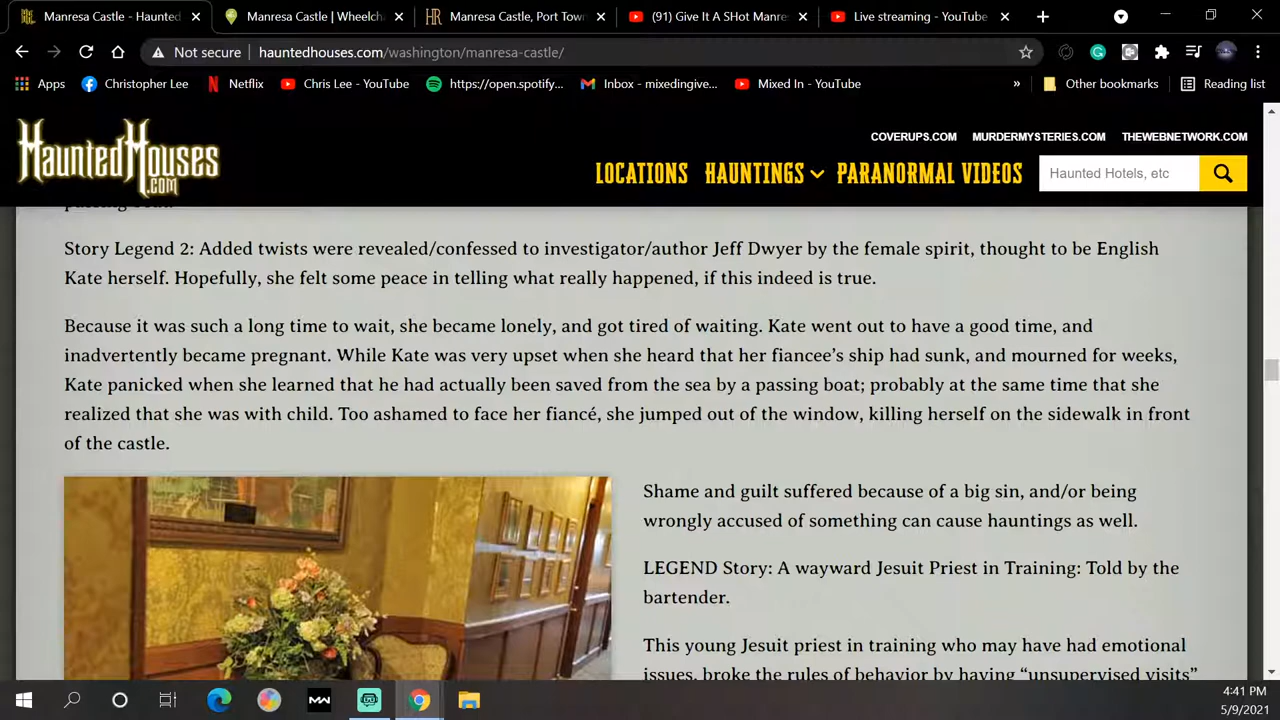 Manresa Castle - Haunted
Manresa Castle | Wheelch
Manresa Castle, Port Town
(91) Give It A SHot Manre
Live streaming - YouTube
Not secure
hauntedhouses.com/washington/manresa-castle/
Apps
Christopher Lee
Netflix
Chris Lee - YouTube
https://open.spotify...
Inbox - mixedingive...
Mixed In - YouTube
»
Other bookmarks
Reading list
HauntedHouses
.com
COVERUPS.COM
MURDERMYSTERIES.COM
THEWEBNETWORK.COM
LOCATIONS
HAUNTINGS
PARANORMAL VIDEOS
Haunted Hotels, etc
Story Legend 2: Added twists were revealed/confessed to investigator/author Jeff Dwyer by the female spirit, thought to be English
Kate herself. Hopefully, she felt some peace in telling what really happened, if this indeed is true.
Because it was such a long time to wait, she became lonely, and got tired of waiting. Kate went out to have a good time, and
inadvertently became pregnant. While Kate was very upset when she heard that her fiancee's ship had sunk, and mourned for weeks,
Kate panicked when she learned that he had actually been saved from the sea by a passing boat; probably at the same time that she
realized that she was with child. Too ashamed to face her fiancé, she jumped out of the window, killing herself on the sidewalk in front
of the castle.
Shame and guilt suffered because of a big sin, and/or being
wrongly accused of something can cause hauntings as well.
LEGEND Story: A wayward Jesuit Priest in Training: Told by the
bartender.
This young Jesuit priest in training who may have had emotional
issues, broke the rules of behavior by having “unsupervised visits”
MW
4:41 PM
5/9/2021